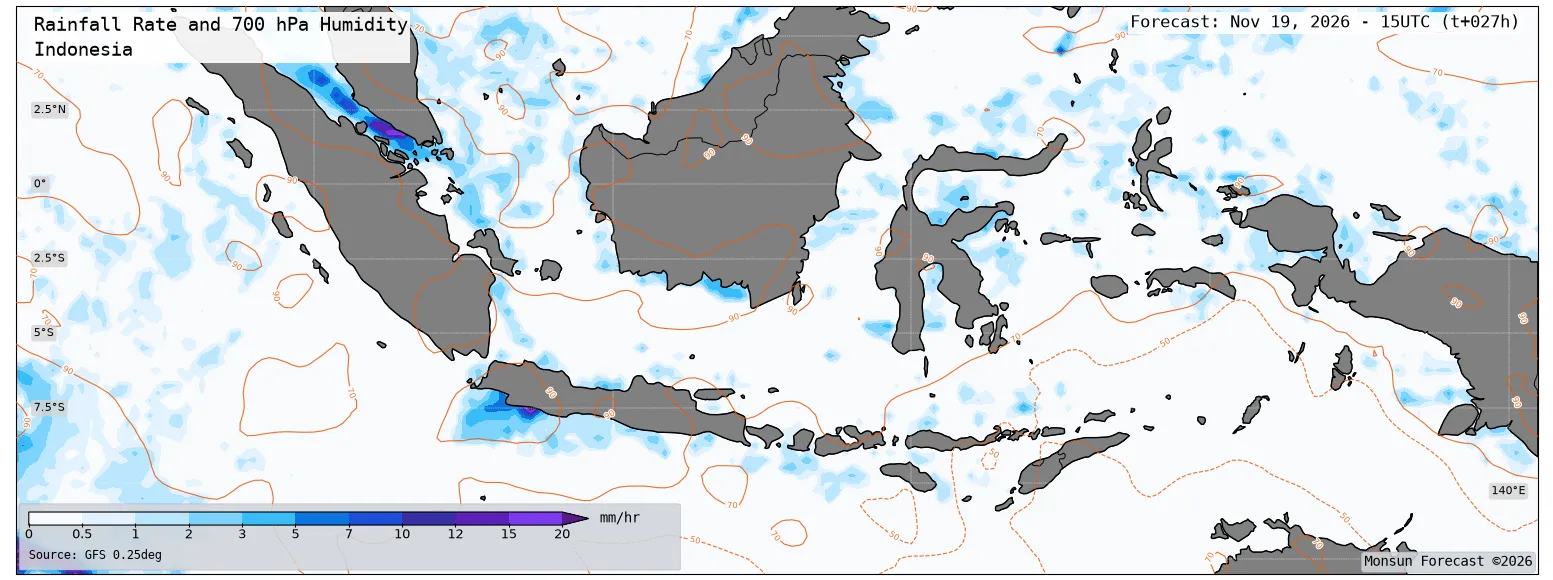 Rainfall Rate and 700 hPa Humidity
Indonesia
Forecast: Nov 19, 2026 - 15UTC (t+027h)
2.5°N
0°
2.5°S
5°S
7.5°S
140°E
0 0.5 1 2 3 5 7 10 12 15 20
mm/hr
Source: GFS 0.25deg
Monsun Forecast ©2026